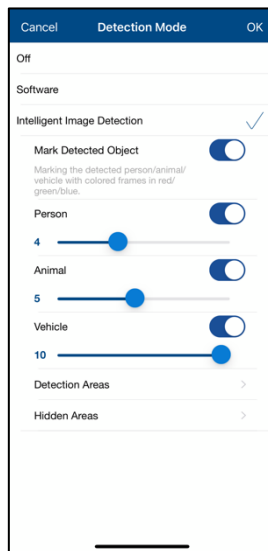 Cancel Detection Mode OK
Off
Software
Intelligent Image Detection
Mark Detected Object
Marking the detected person/animal/
vehicle with colored frames in red/
green/blue.
Person
4
Animal
5
Vehicle
10
Detection Areas
Hidden Areas